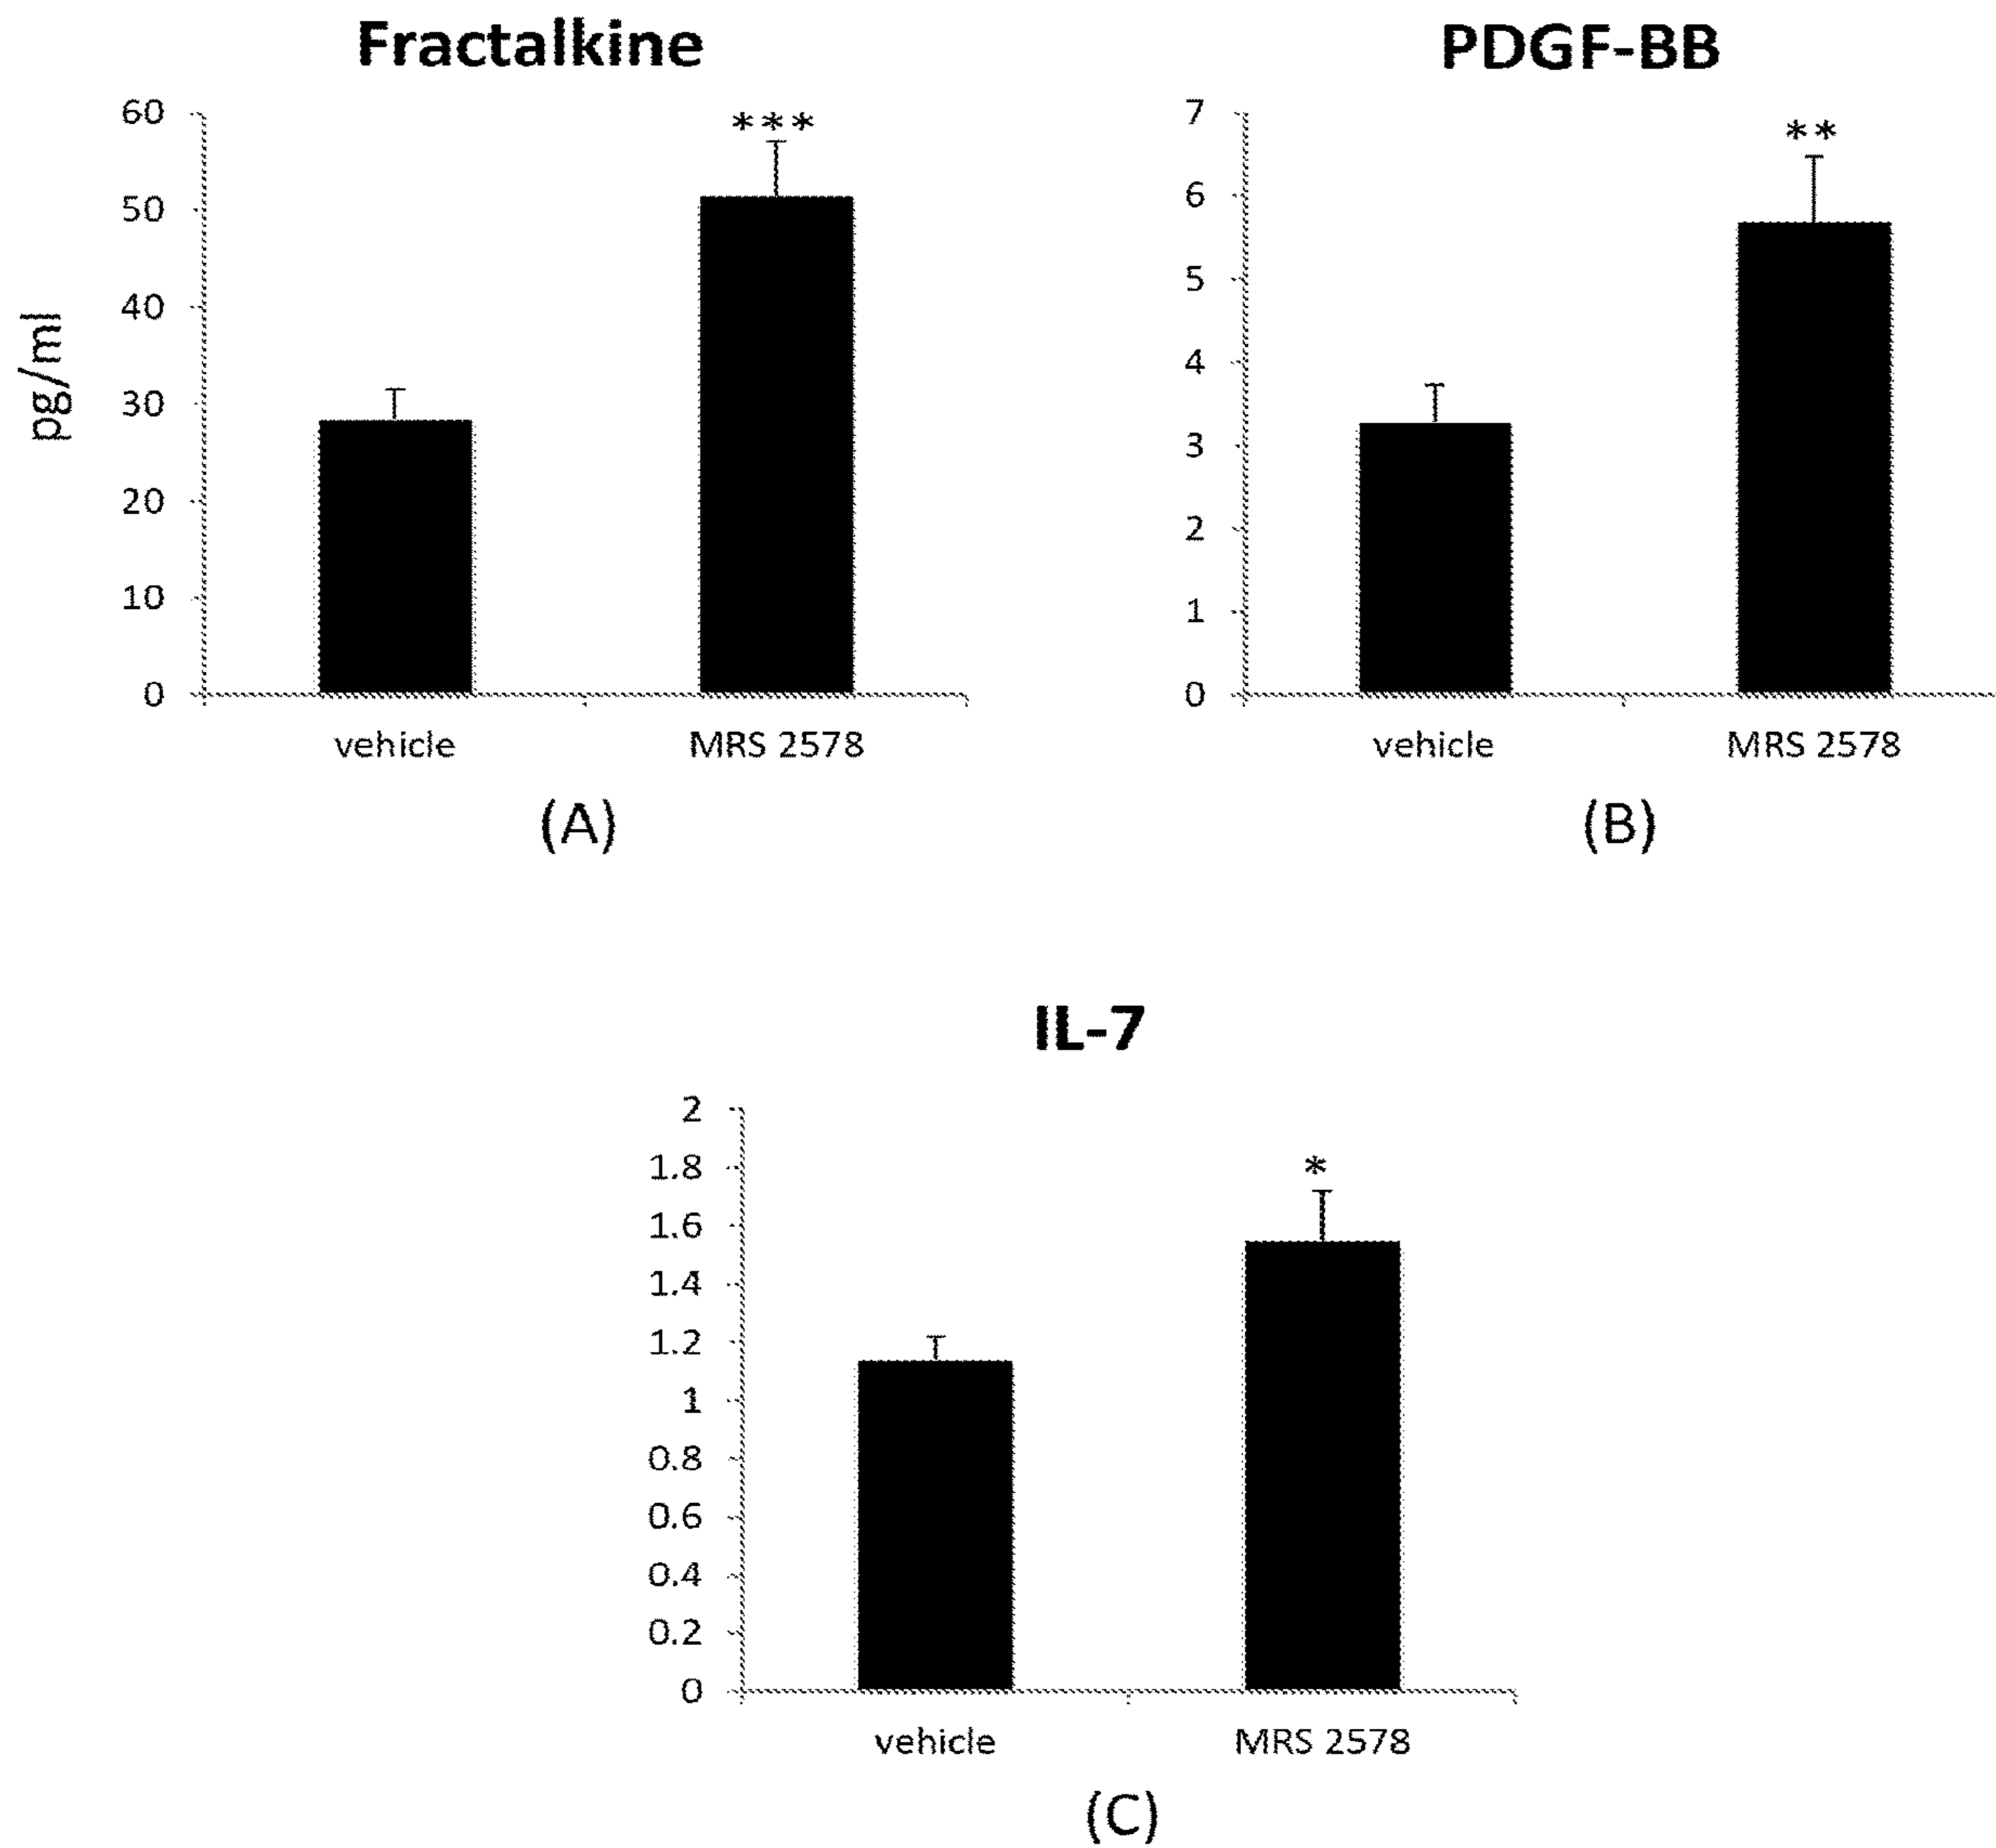 Fractalkine
pg/ml
60
***
50
40
30
20
10
0
vehicle MRS 2578
(A)
PDGF-BB
7
**
6
5
4
3
2
1
0
vehicle MRS 2578
(B)
IL-7
2
1.8
*
1.6
1.4
1.2
1
0.8
0.6
0.4
0.2
0
vehicle MRS 2578
(C)